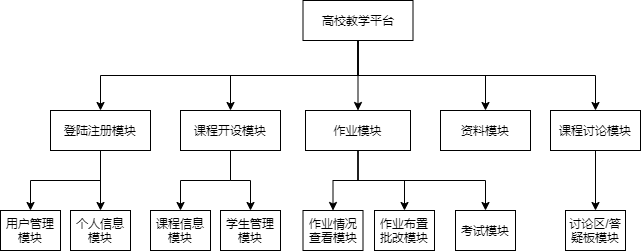 高校教学平台
登陆注册模块
课程开设模块
作业模块
资料模块
课程讨论模块
用户管理
模块
个人信息
模块
课程信息
模块
学生管理
模块
作业情况
查看模块
作业布置
批改模块
考试模块
讨论区/答
疑板模块